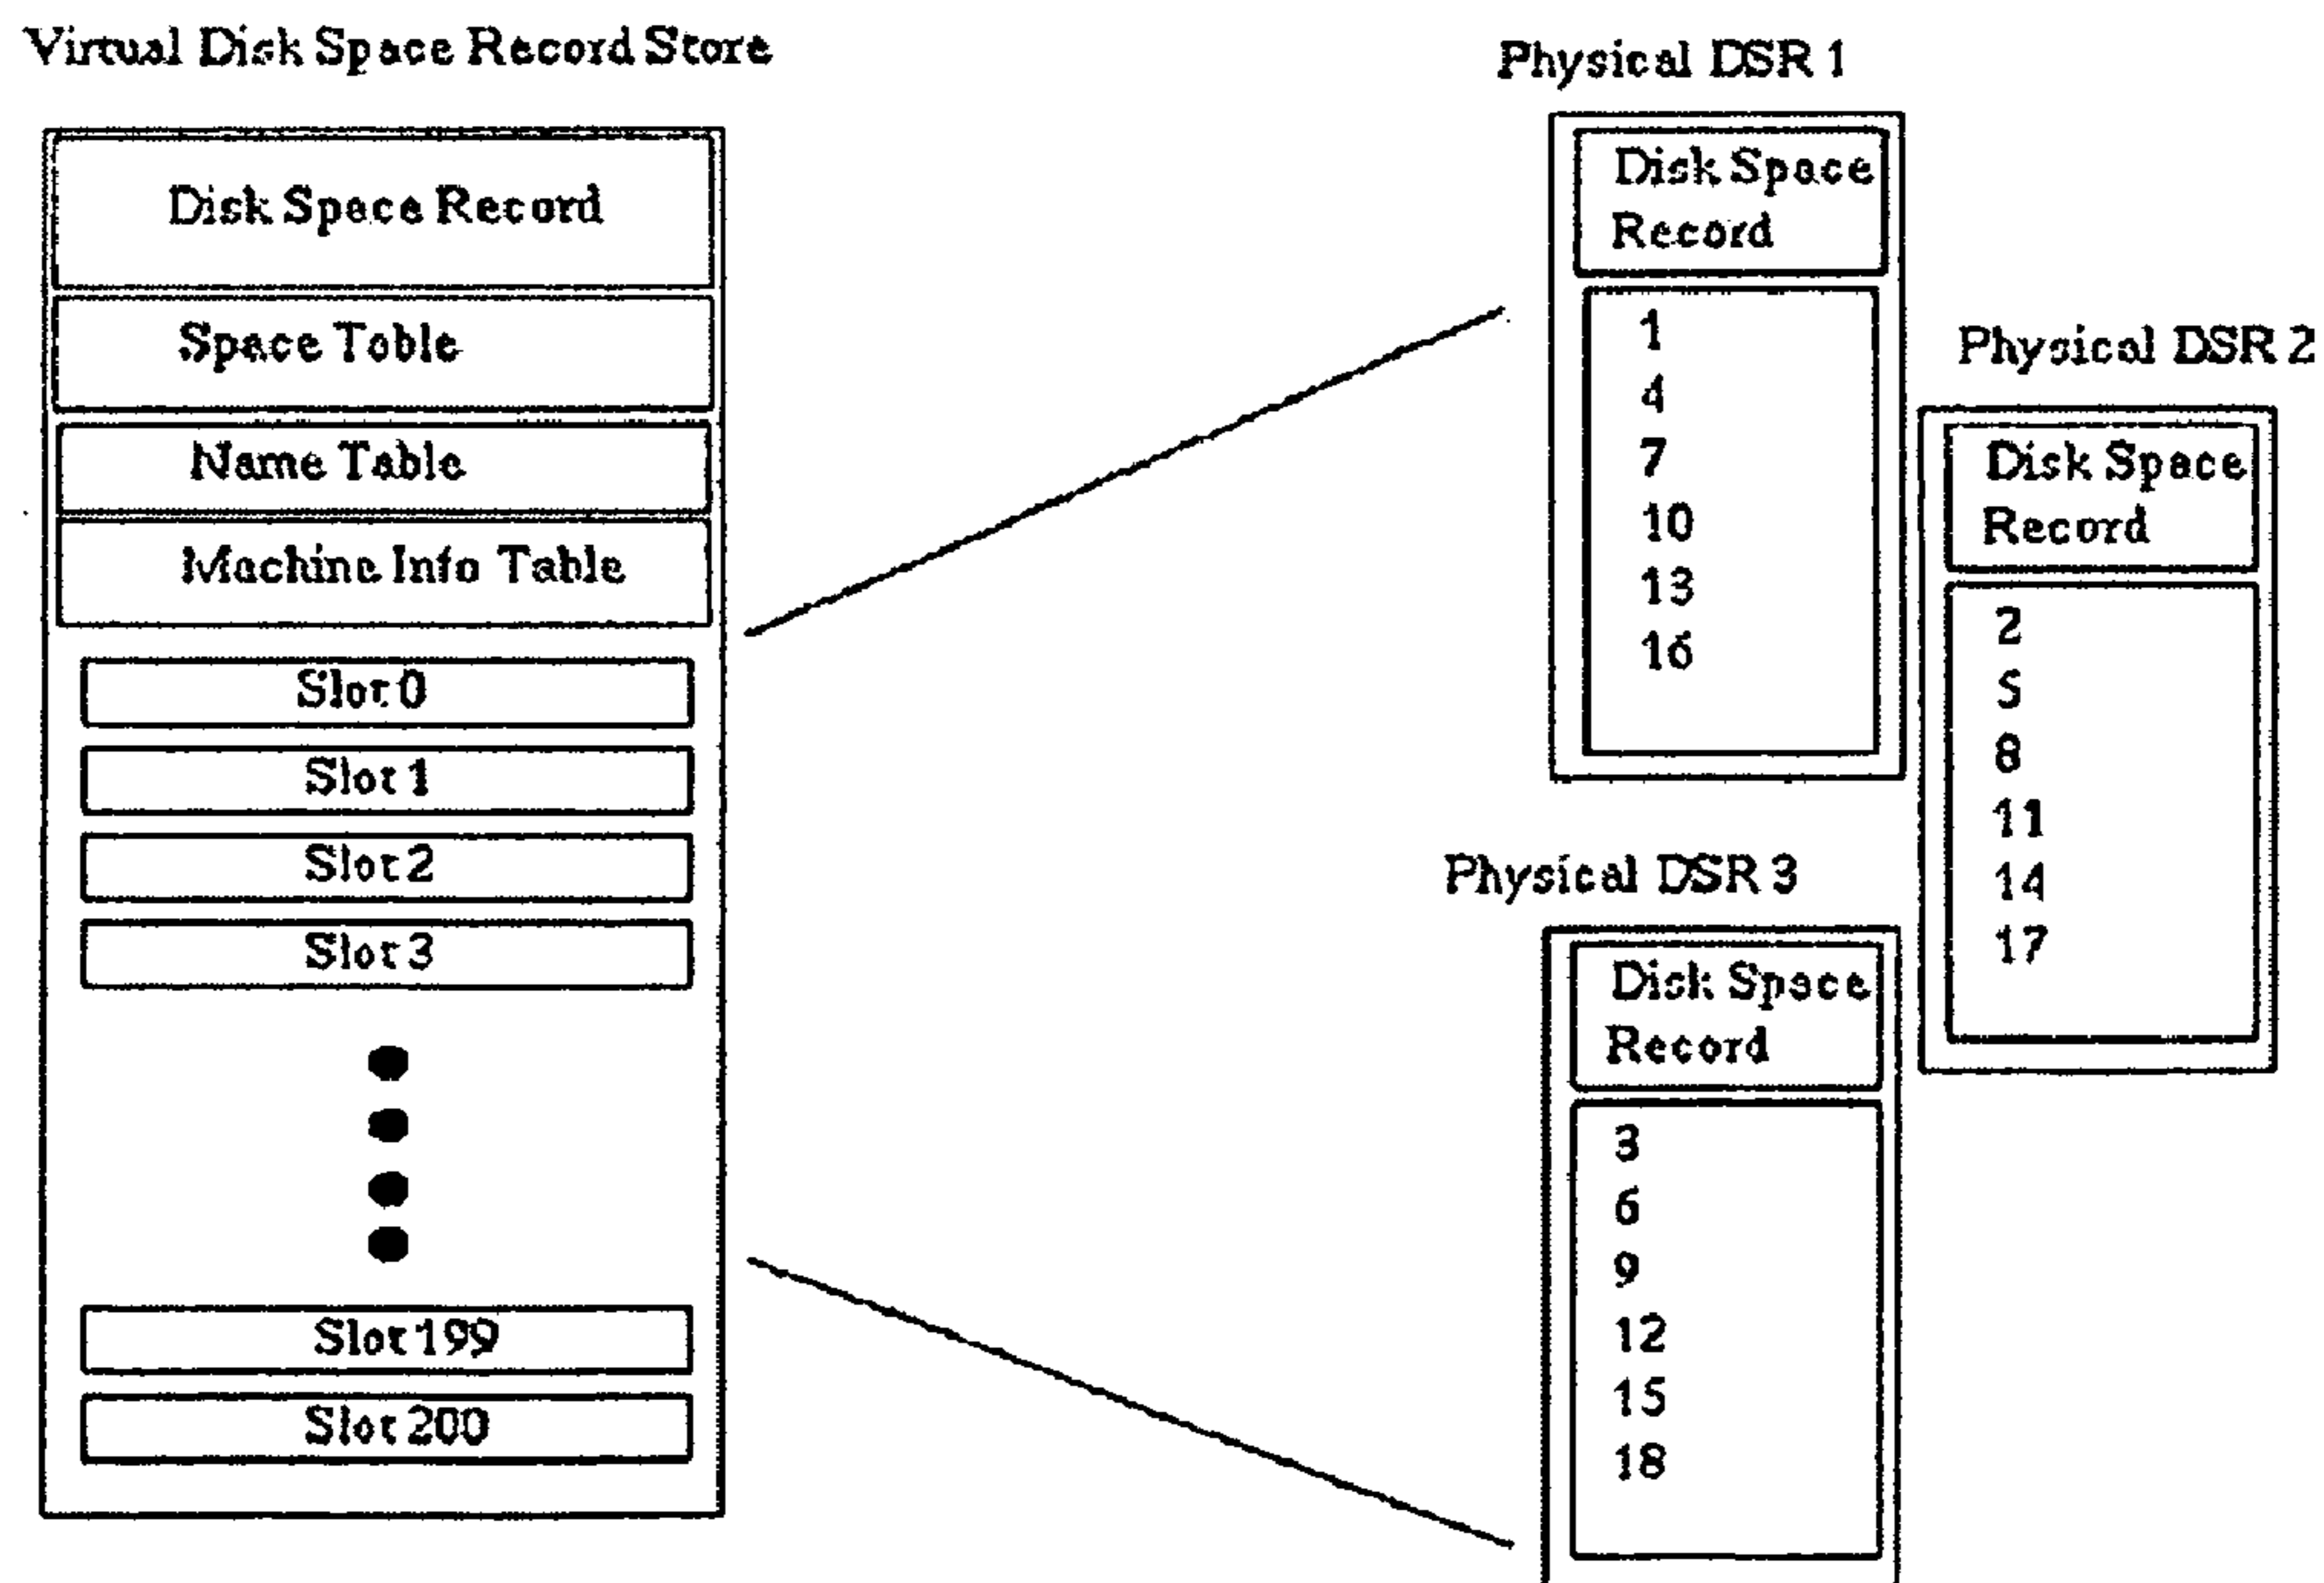 Virtual Disk Space Record Store
Disk Space Record
Space Table
Name Table
Machine Info Table
Slot 0
Slot 1
Slot 2
Slot 3
Slot 199
Slot 200
Physical DSR 1
Disk Space
Record
1
4
7
10
13
16
Physical DSR 2
Disk Space
Record
2
5
8
11
14
17
Physical DSR 3
Disk Space
Record
3
6
9
12
15
18